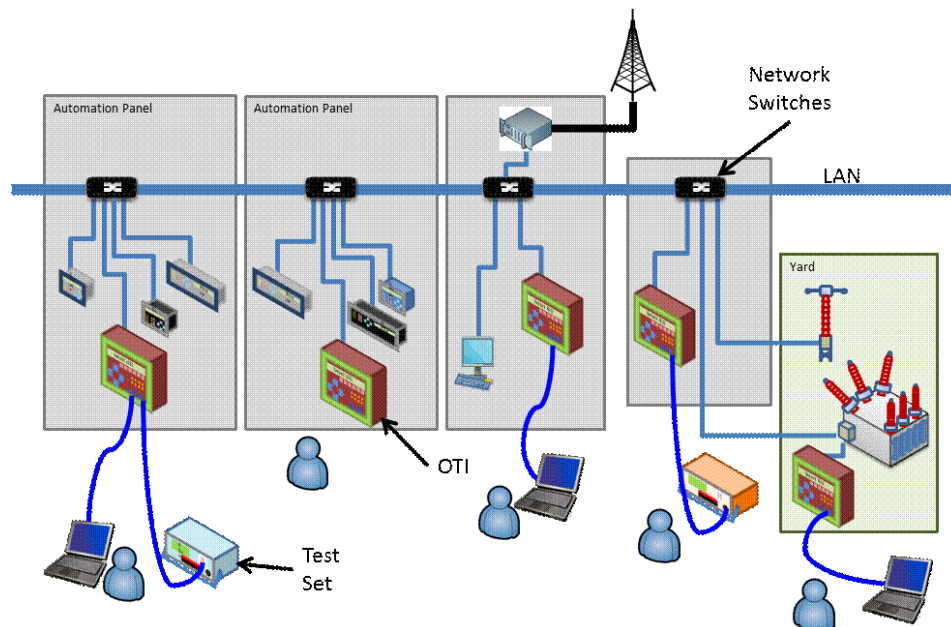 Automation Panel
Automation Panel
Network
Switches
LAN
Yard
OTI
Test
Set